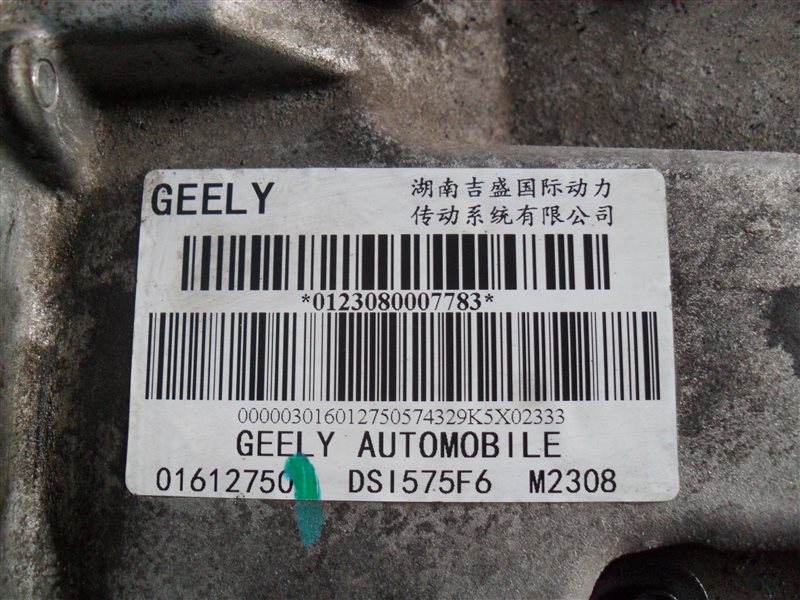 GEELY
湖南吉盛国际动力
传动系统有限公司
*0123080007783*
000003016012750574329K5X02333
GEELY AUTOMOBILE
DSI575F6 M2308